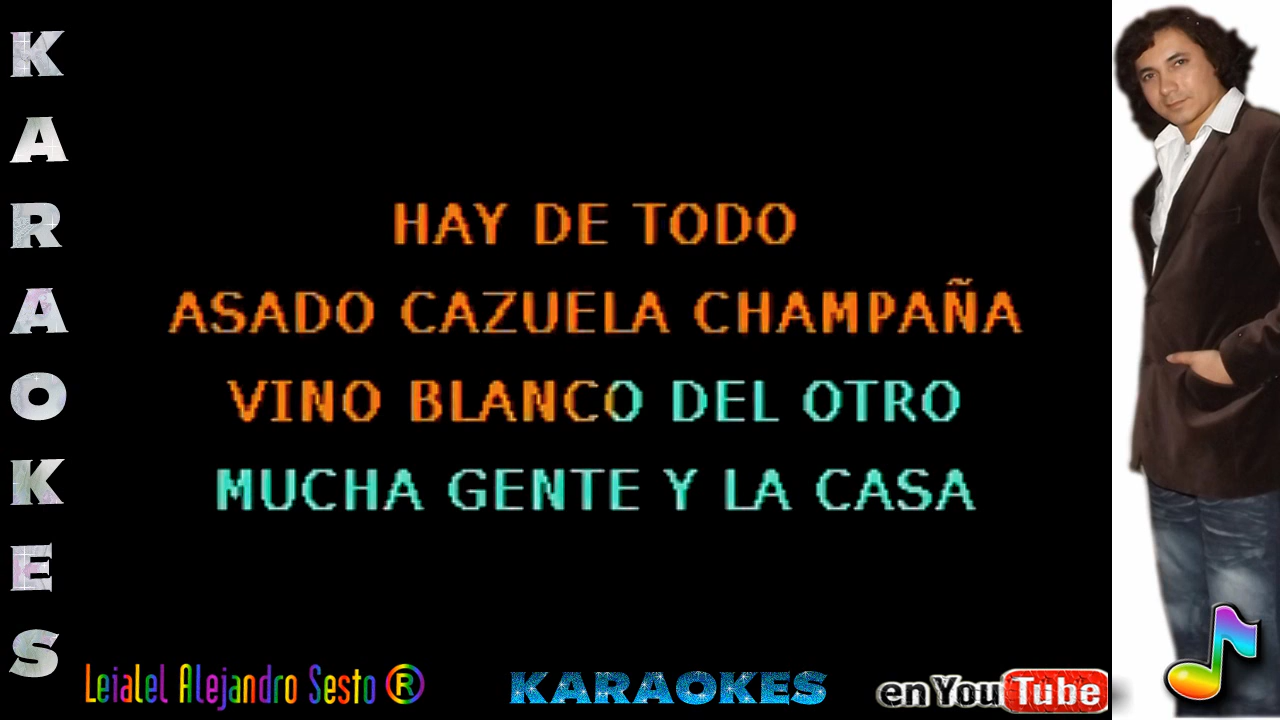 KARAOKES
HAY DE TODO
ASADO CAZUELA CHAMPAÑA
VINO BLANCO DEL OTRO
MUCHA GENTE Y LA CASA
Leialel Alejandro Sesto ®
KARAOKES
en YouTube